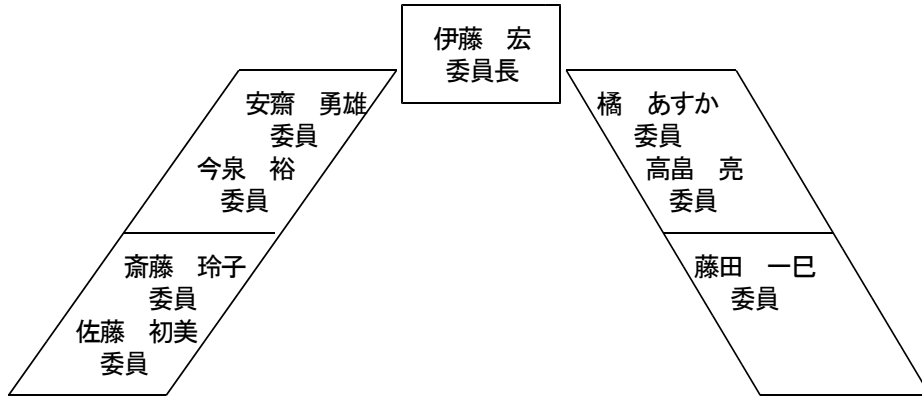 伊藤　宏
委員長
安齋　勇雄
委員
今泉　裕
委員
斎藤　玲子
委員
佐藤　初美
委員
橘　あすか
委員
高畠　亮
委員
藤田　一巳
委員